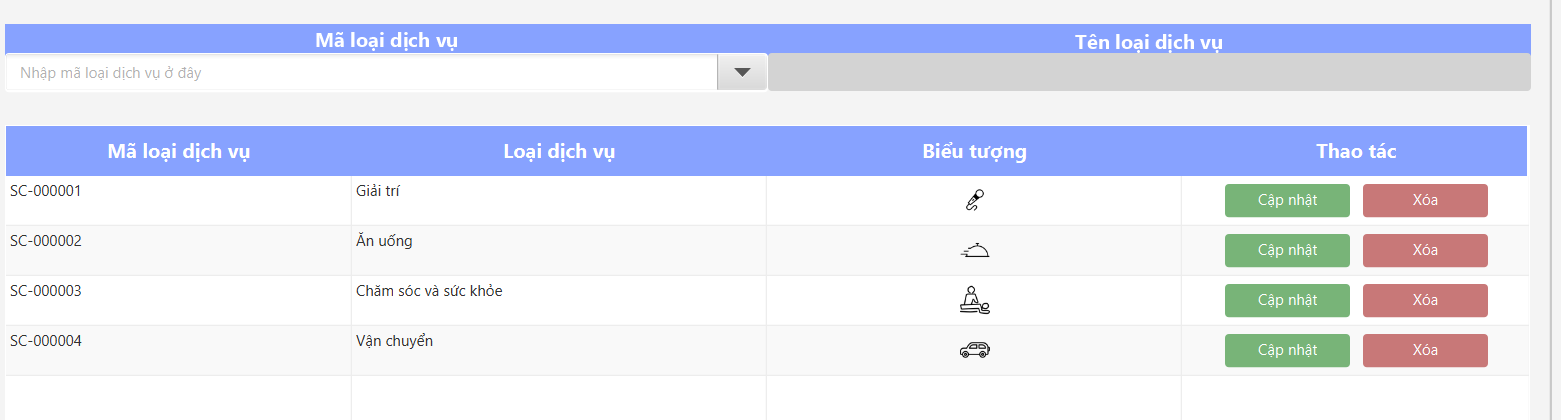 Mã loại dịch vụ Tên loại dịch vụ
Nhập mã loại dịch vụ ở đây
Mã loại dịch vụ Loại dịch vụ Biểu tượng Thao tác
SC-000001 Giải trí Cập nhật Xóa
SC-000002 Ăn uống Cập nhật Xóa
SC-000003 Chăm sóc và sức khỏe Cập nhật Xóa
SC-000004 Vận chuyển Cập nhật Xóa